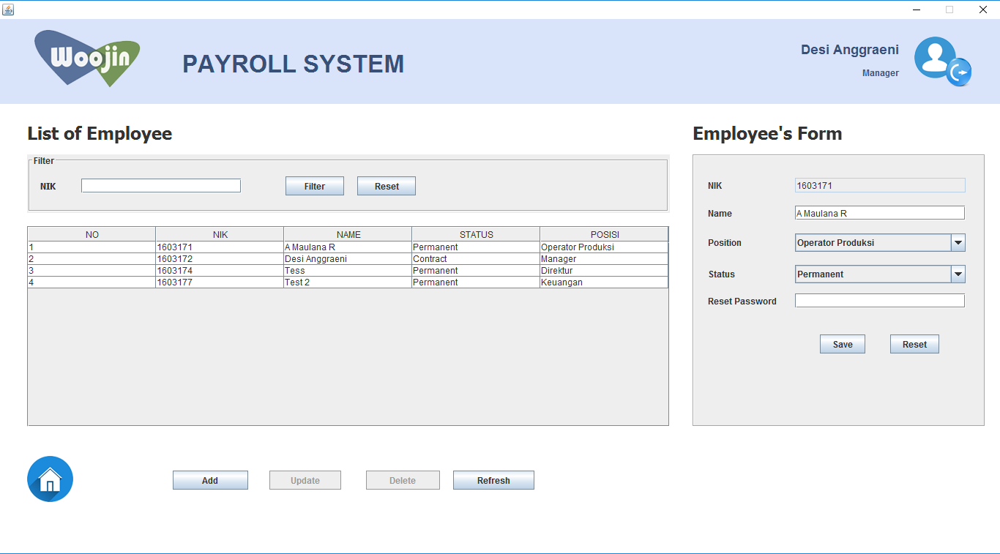 Woojin
PAYROLL SYSTEM
Desi Anggraeni
Manager
List of Employee
Filter
NIK
Filter
Reset
NO NIK NAME STATUS POSISI
1 1603171 A Maulana R Permanent Operator Produksi
2 1603172 Desi Anggraeni Contract Manager
3 1603174 Tess Permanent Direktur
4 1603177 Test 2 Permanent Keuangan
Add
Update
Delete
Refresh
Employee's Form
NIK 1603171
Name A Maulana R
Position Operator Produksi
Status Permanent
Reset Password
Save
Reset